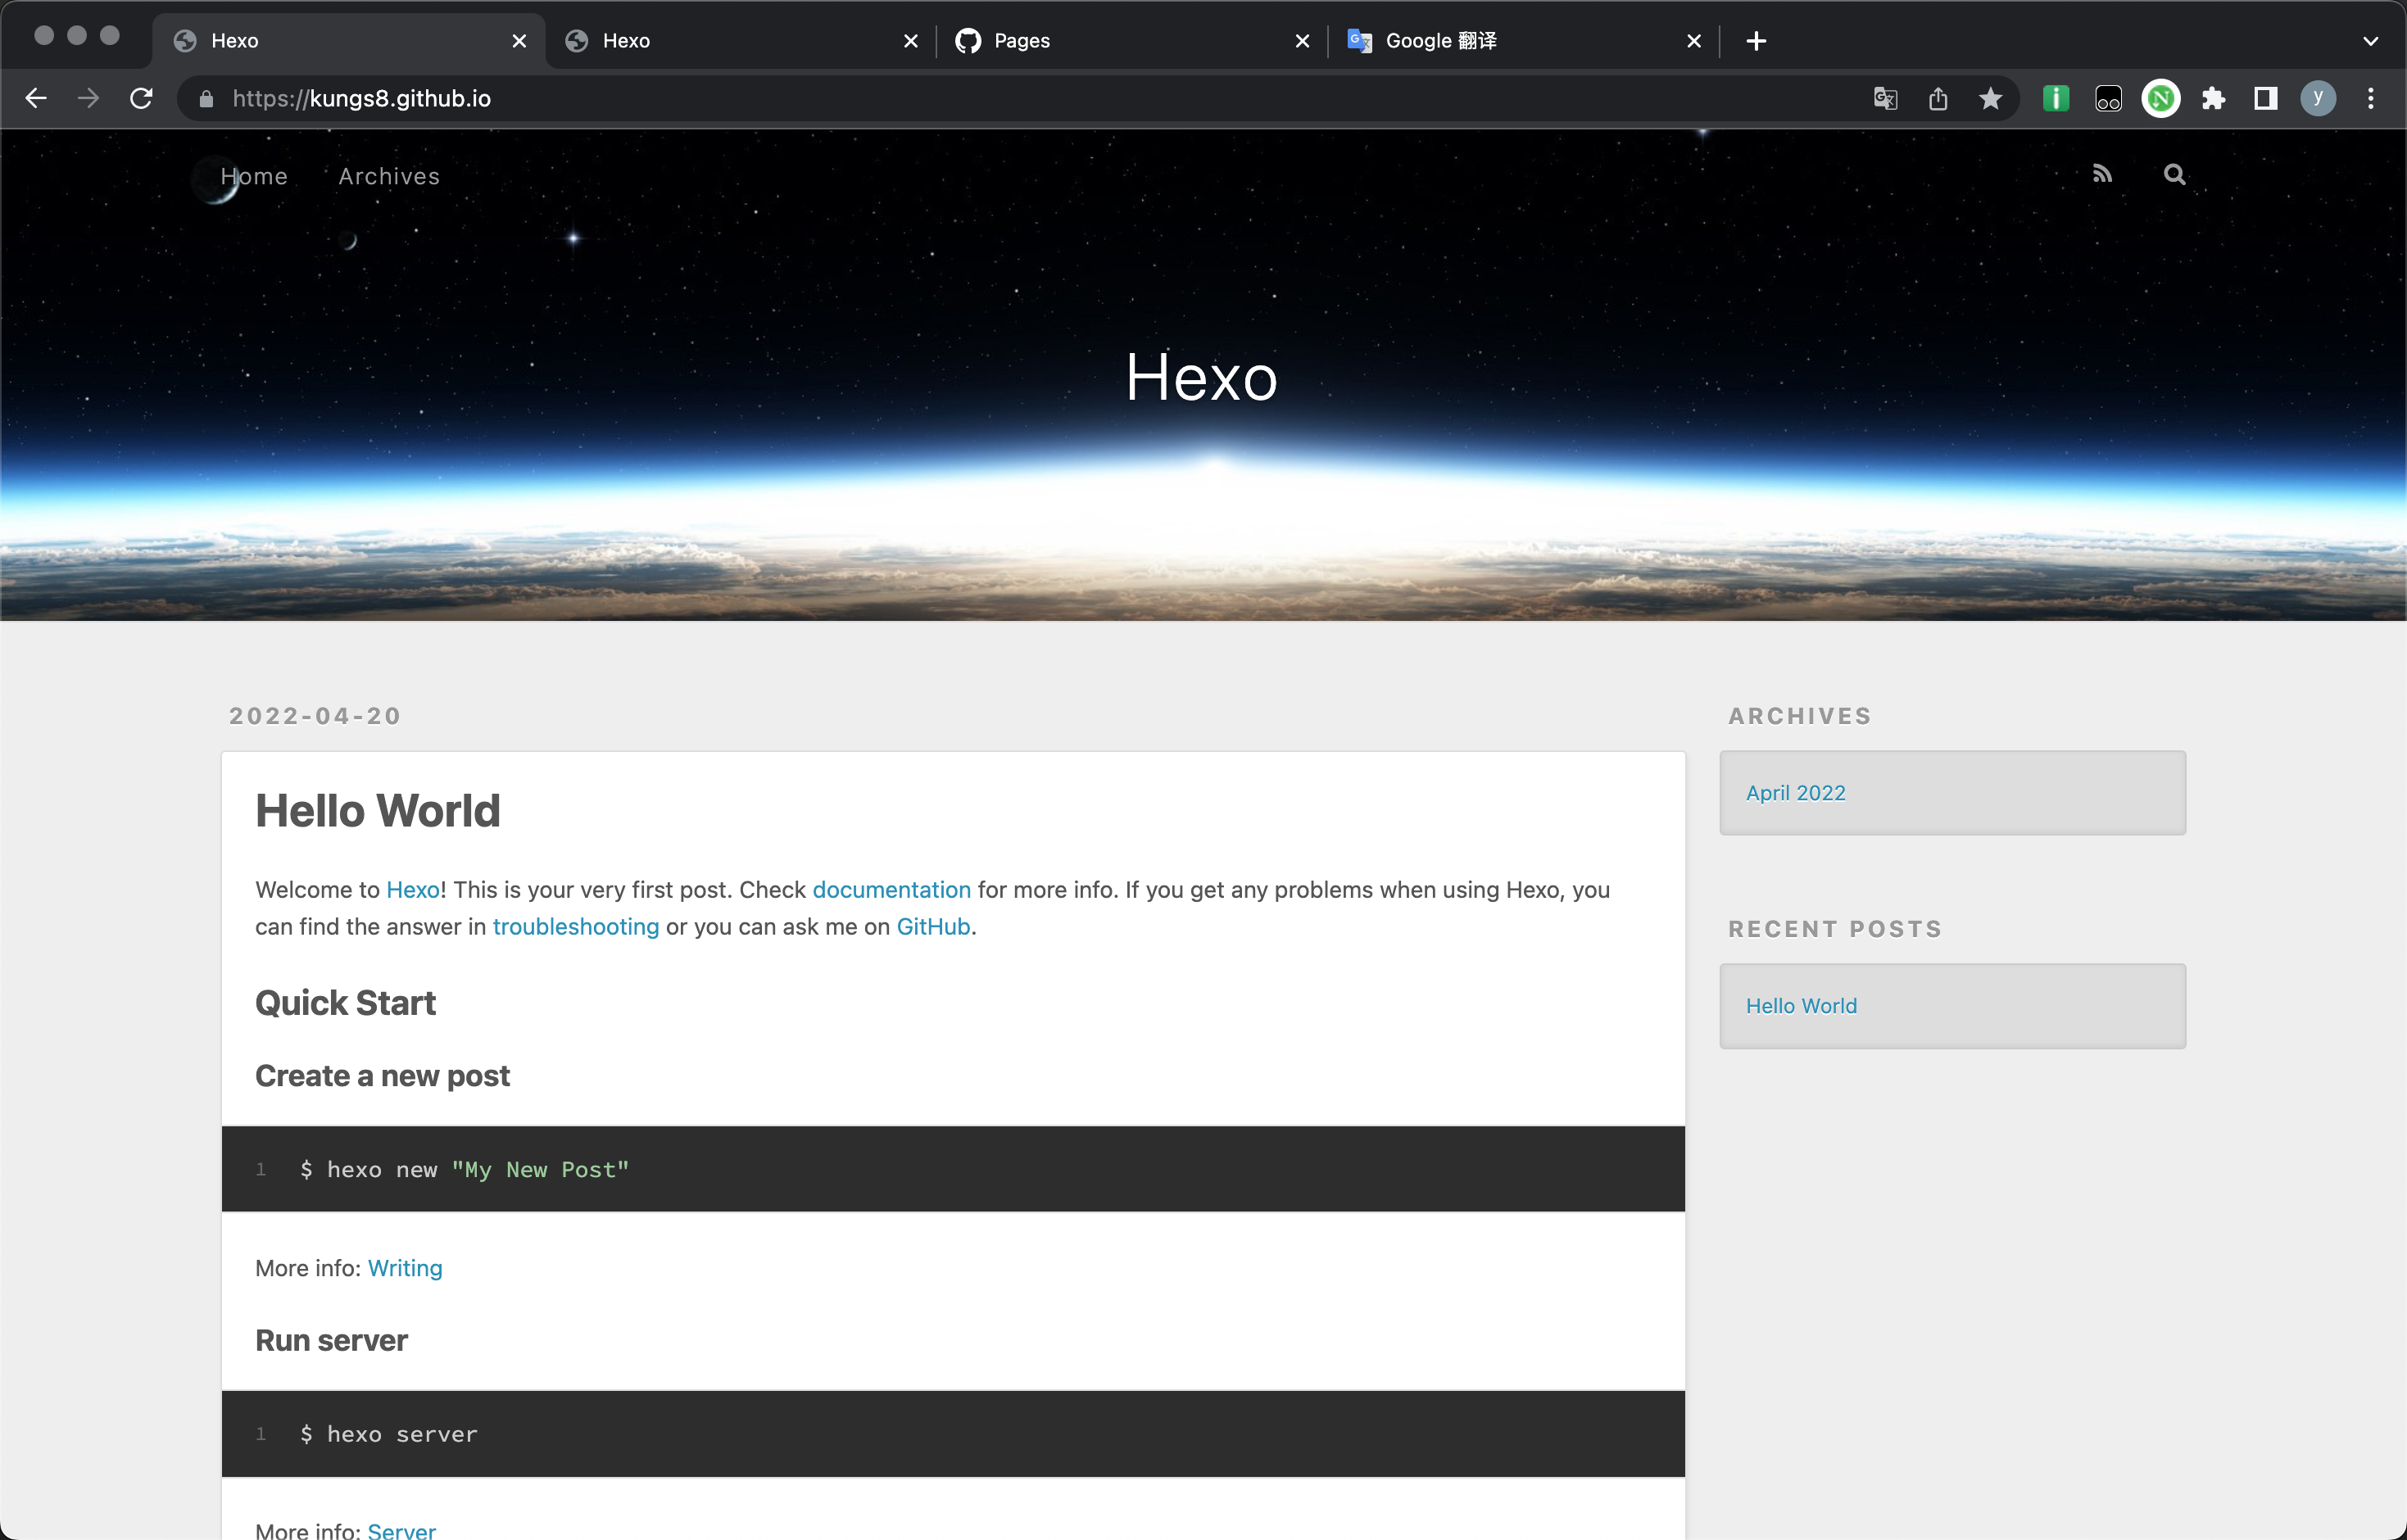 Hexo
Hexo
Pages
Google 翻译
https://kungs8.github.io
y
Home
Archives
Hexo
2022-04-20
Hello World
Welcome to Hexo! This is your very first post. Check documentation for more info. If you get any problems when using Hexo, you
can find the answer in troubleshooting or you can ask me on GitHub.
Quick Start
Create a new post
1 $ hexo new "My New Post"
More info: Writing
Run server
1 $ hexo server
More info: Server
ARCHIVES
April 2022
RECENT POSTS
Hello World